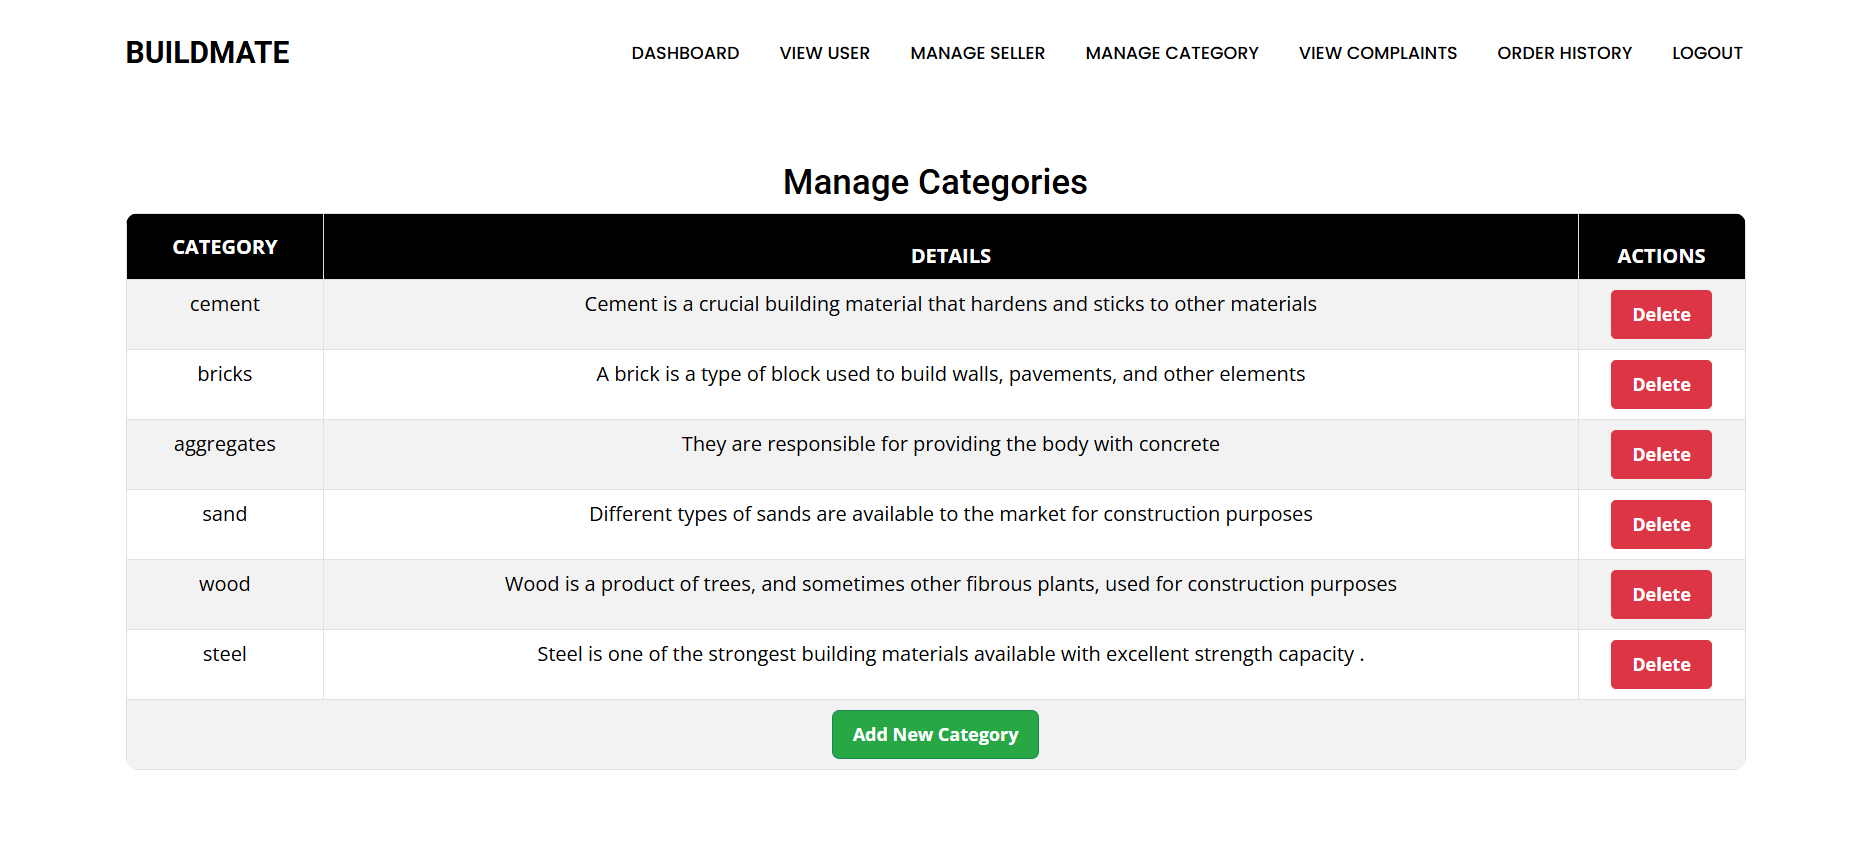 BUILDMATE DASHBOARD VIEW USER MANAGE SELLER MANAGE CATEGORY VIEW COMPLAINTS ORDER HISTORY LOGOUT
Manage Categories
CATEGORY DETAILS ACTIONS
cement Cement is a crucial building material that hardens and sticks to other materials Delete
bricks A brick is a type of block used to build walls, pavements, and other elements Delete
aggregates They are responsible for providing the body with concrete Delete
sand Different types of sands are available to the market for construction purposes Delete
wood Wood is a product of trees, and sometimes other fibrous plants, used for construction purposes Delete
steel Steel is one of the strongest building materials available with excellent strength capacity . Delete
Add New Category